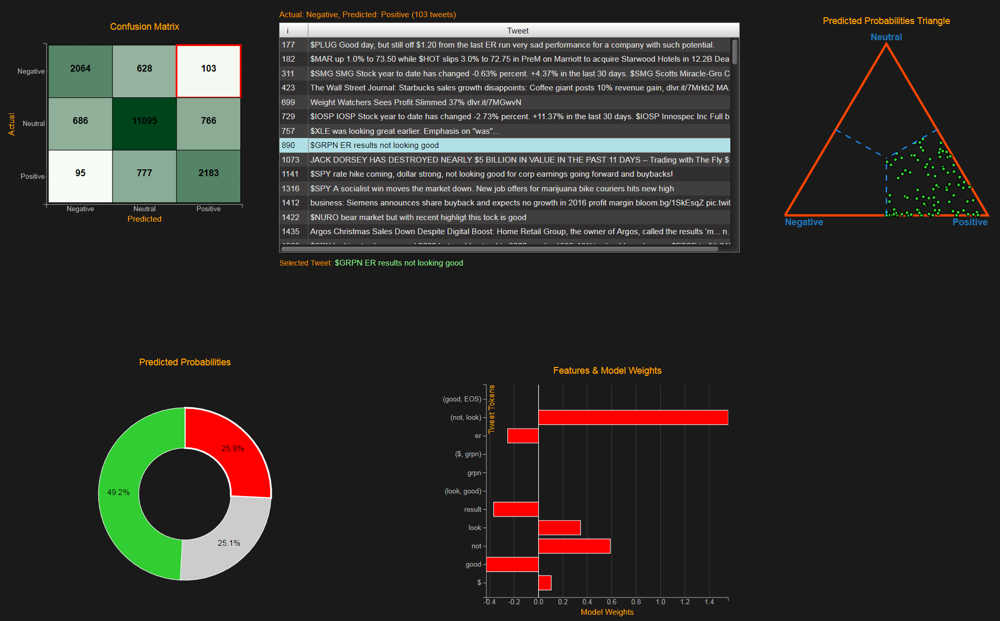 Confusion Matrix
Negative
2064
628
103
Actual
Neutral
686
11095
766
Positive
95
777
2183
Negative
Neutral
Positive
Predicted
Actual: Negative, Predicted: Positive (103 tweets)
i
Tweet
177 $PLUG Good day, but still off $1.20 from the last ER run very sad performance for a company with such potential.
182 $MAR up 1.0% to 73.50 while $HOT slips 3.0% to 72.75 in PreM on Marriott to acquire Starwood Hotels in 12.2B Dea.
311 $SMG SMG Stock year to date has changed -0.63% percent. +4.37% in the last 30 days. $SMG Scotts Miracle-Gro C
423 The Wall Street Journal: Starbucks sales growth disappoints: Coffee giant posts 10% revenue gain, dlvr.it/7Mrkb2 MA.
699 Weight Watchers Sees Profit Slimmed 37% dlvr.it/7MGwvN
729 $IOSP IOSP Stock year to date has changed -2.73% percent. +11.37% in the last 30 days. $IOSP Innospec Inc Full b
757 $XLE was looking great earlier. Emphasis on "was"...
890 $GRPN ER results not looking good
1073 JACK DORSEY HAS DESTROYED NEARLY $5 BILLION IN VALUE IN THE PAST 11 DAYS – Trading with The Fly $.
1141 $SPY rate hike coming, dollar strong, not looking good for corp earnings going forward and buybacks!
1316 $SPY A socialist win moves the market down. New job offers for marijuana bike couriers hits new high
1412 business: Siemens announces share buyback and expects no growth in 2016 profit margin bloom.bg/1SkEsqZ pic.twit
1422 $NURO bear market but with recent highligt this tock is good
1435 Argos Christmas Sales Down Despite Digital Boost: Home Retail Group, the owner of Argos, called the results ‘m... n.
Selected Tweet: $GRPN ER results not looking good
Predicted Probabilities Triangle
Neutral
Negative
Positive
Predicted Probabilities
25.8%
49.2%
25.1%
Features & Model Weights
Tweet Tokens
(good, EOS)
(not, look)
er
($, grpn)
grpn
(look, good)
result
look
not
good
$
-0.4
-0.2
0.0
0.2
0.4
0.6
0.8
1.0
1.2
1.4
Model Weights